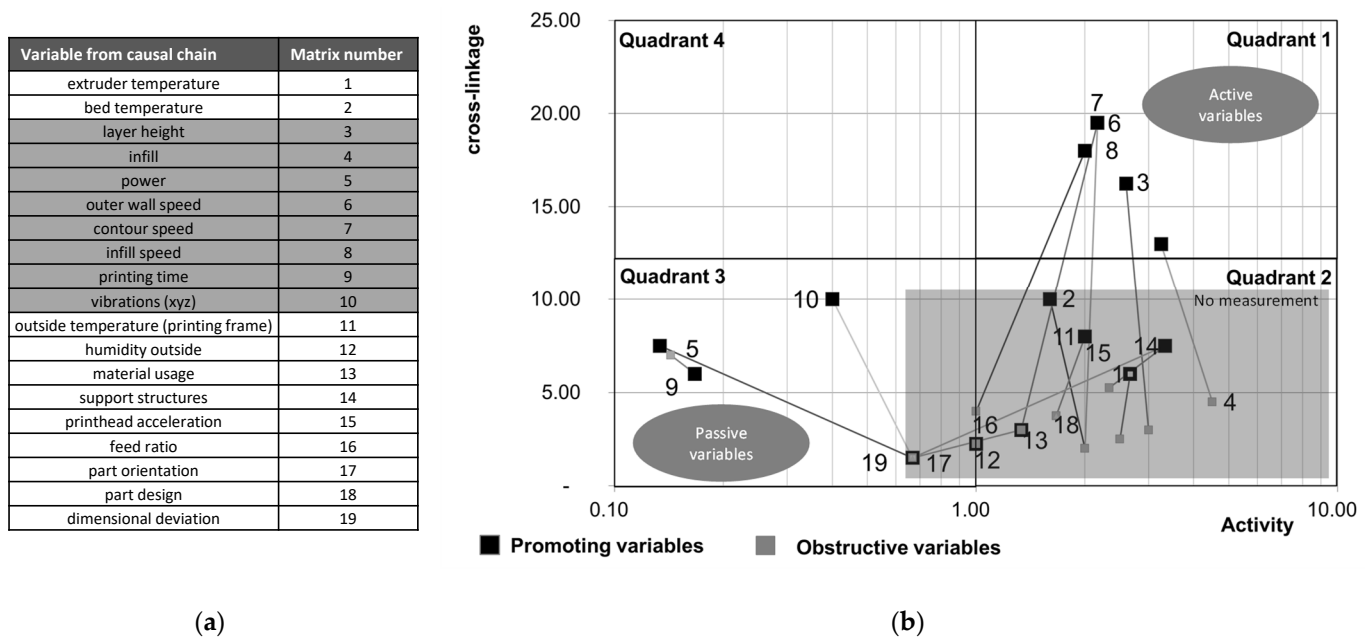 Variable from causal chain Matrix number
extruder temperature 1
bed temperature 2
layer height 3
infill 4
power 5
outer wall speed 6
contour speed 7
infill speed 8
printing time 9
vibrations (xyz) 10
outside temperature (printing frame) 11
humidity outside 12
material usage 13
support structures 14
printhead acceleration 15
feed ratio 16
part orientation 17
part design 18
dimensional deviation 19
(a)
cross-linkage
25.00
20.00
15.00
10.00
5.00
-
Quadrant 4
Quadrant 1
Active
variables
7
6
8
3
Quadrant 3
Quadrant 2
No measurement
10
2
11
15
14
5
9
1
4
16
18
13
Passive
variables
19
17
12
0.10
1.00
10.00
Activity
Promoting variables
Obstructive variables
(b)